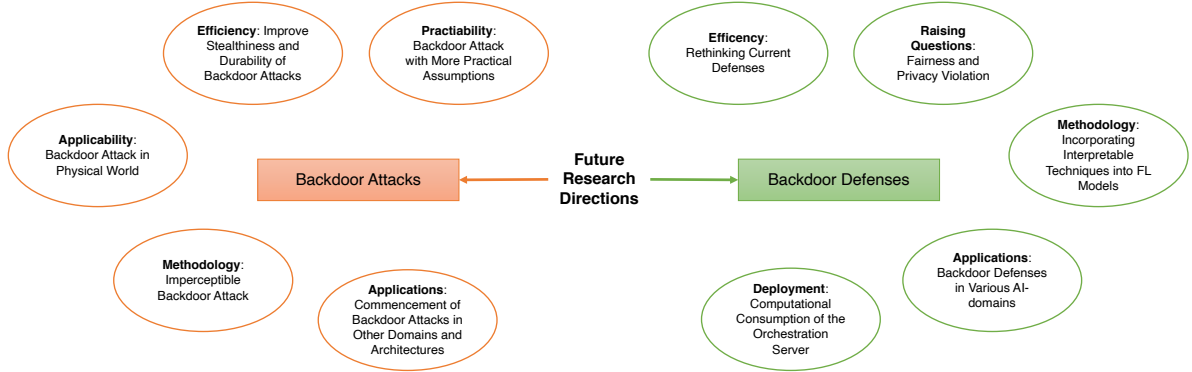 Efficiency: Improve
Stealthiness and
Durability of
Backdoor Attacks
Practiability:
Backdoor Attack
with More Practical
Assumptions
Efficency:
Rethinking Current
Defenses
Raising
Questions:
Fairness and
Privacy Violation
Applicability:
Backdoor Attack in
Physical World
Backdoor Attacks
Future
Research
Directions
Backdoor Defenses
Methodology:
Incorporating
Interpretable
Techniques into FL
Models
Methodology:
Imperceptible
Backdoor Attack
Applications:
Commencement of
Backdoor Attacks in
Other Domains and
Architectures
Deployment:
Computational
Consumption of the
Orchestration
Server
Applications:
Backdoor Defenses
in Various AI-
domains